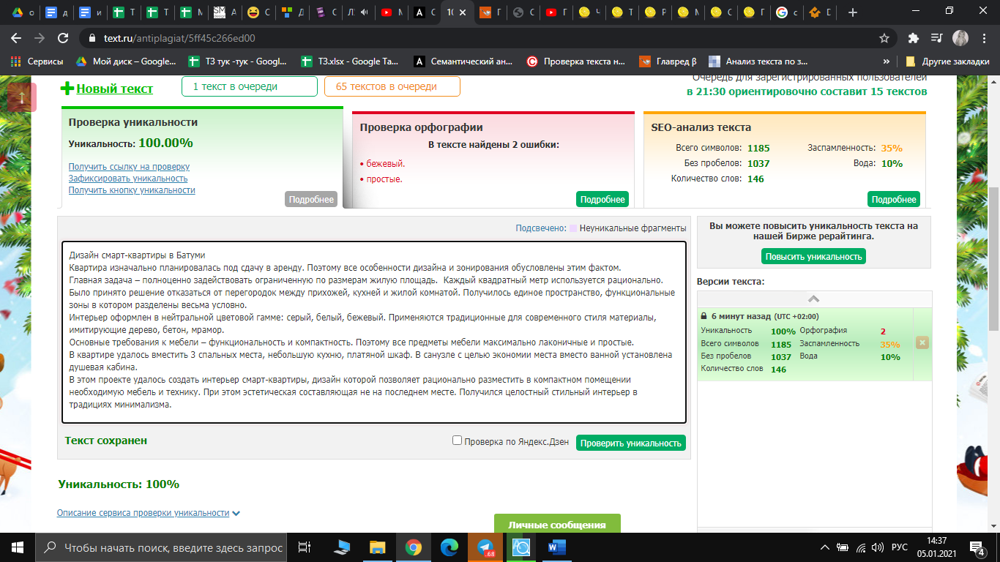 text.ru/antiplagiat/5ff45c266ed00
Сервисы
Мой диск – Google...
ТЗ тук -тук - Googl...
ТЗ.xlsx - Google Та...
Семантический ан...
Проверка текста н...
Главред β
Анализ текста по з...
»
Другие закладки
Новый текст
1 текст в очереди
65 текстов в очереди
Очередь для зарегистрированных пользователей
в 21:30 ориентировочно составит 15 текстов
Проверка уникальности
Уникальность: 100.00%
Получить ссылку на проверку
Зафиксировать уникальность
Получить кнопку уникальности
Подробнее
Проверка орфографии
В тексте найдены 2 ошибки:
• бежевый.
• простые.
Подробнее
SEO-анализ текста
Всего символов: 1185 Заспамленность: 35%
Без пробелов: 1037 Вода: 10%
Количество слов: 146
Подробнее
Подсвечено: Неуникальные фрагменты
Дизайн смарт-квартиры в Батуми
Квартира изначально планировалась под сдачу в аренду. Поэтому все особенности дизайна и зонирования обусловлены этим фактом.
Главная задача – полноценно задействовать ограниченную по размерам жилую площадь. Каждый квадратный метр используется рационально.
Было принято решение отказаться от перегородок между прихожей, кухней и жилой комнатой. Получилось единое пространство, функциональные
зоны в котором разделены весьма условно.
Интерьер оформлен в нейтральной цветовой гамме: серый, белый, бежевый. Применяются традиционные для современного стиля материалы,
имитирующие дерево, бетон, мрамор.
Основные требования к мебели – функциональность и компактность. Поэтому все предметы мебели максимально лаконичные и простые.
В квартире удалось вместить 3 спальных места, небольшую кухню, платяной шкаф. В санузле с целью экономии места вместо ванной установлена
душевая кабина.
В этом проекте удалось создать интерьер смарт-квартиры, дизайн которой позволяет рационально разместить в компактном помещении
необходимую мебель и технику. При этом эстетическая составляющая не на последнем месте. Получился целостный стильный интерьер в
традициях минимализма.
Текст сохранен
Проверка по Яндекс.Дзен
Проверить уникальность
Вы можете повысить уникальность текста на
нашей Бирже рерайтинга.
Повысить уникальность
Версии текста:
6 минут назад (UTC +02:00)
Уникальность 100% Орфография 2
Всего символов 1185 Заспамленность 35%
Без пробелов 1037 Вода 10%
Количество слов 146
Уникальность: 100%
Описание сервиса проверки уникальности
Личные сообщения
Чтобы начать поиск, введите здесь запрос
РУС
14:37
05.01.2021